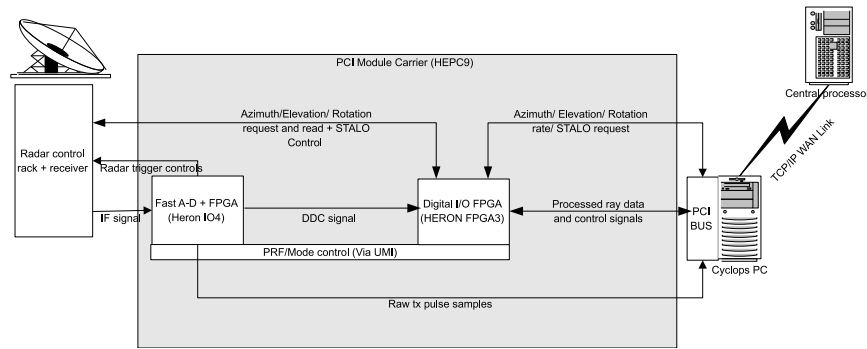 PCI Module Carrier (HEPC9)
Central processor
Azimuth/Elevation/ Rotation
request and read + STALO
Control
Azimuth/ Elevation/ Rotation
rate/ STALO request
TCP/IP WAN Link
Radar control
rack + receiver
Radar trigger controls
Fast A-D + FPGA
(Heron IO4)
Digital I/O FPGA
(HERON FPGA3)
IF signal
DDC signal
Processed ray data
and control signals
PCI
BUS
PRF/Mode control (Via UMI)
Cyclops PC
Raw tx pulse samples